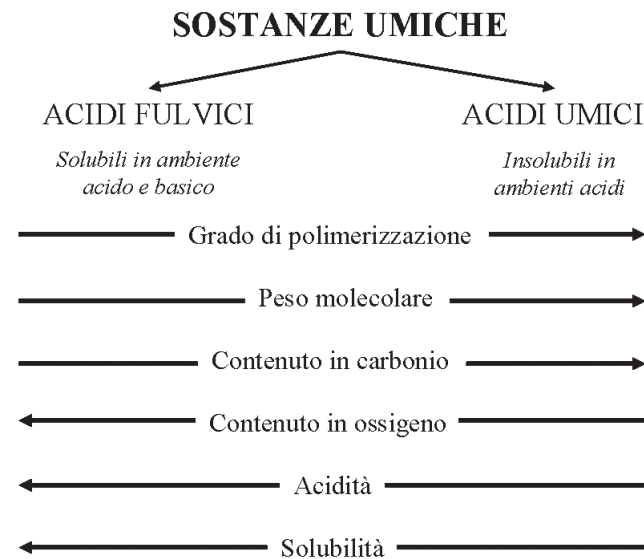 SOSTANZE UMICHE
ACIDI FULVICI
Solubili in ambiente
acido e basico
ACIDI UMICI
Insolubili in
ambienti acidi
Grado di polimerizzazione
Peso molecolare
Contenuto in carbonio
Contenuto in ossigeno
Acidità
Solubilità